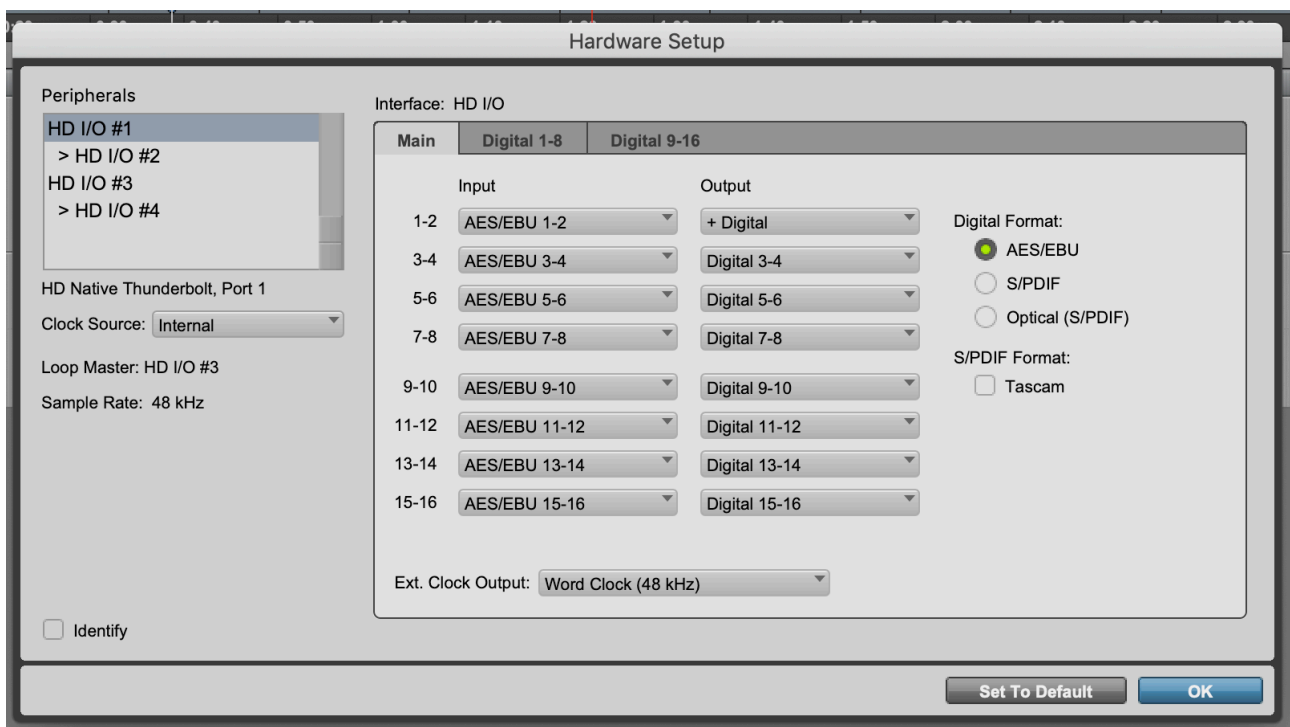 Hardware Setup
Peripherals
HD I/O #1
> HD I/O #2
HD I/O #3
> HD I/O #4
HD Native Thunderbolt, Port 1
Clock Source: Internal
Loop Master: HD I/O #3
Sample Rate: 48 kHz
Identify
Interface: HD I/O
Main Digital 1-8 Digital 9-16
Input Output
1-2 AES/EBU 1-2 + Digital
3-4 AES/EBU 3-4 Digital 3-4
5-6 AES/EBU 5-6 Digital 5-6
7-8 AES/EBU 7-8 Digital 7-8
9-10 AES/EBU 9-10 Digital 9-10
11-12 AES/EBU 11-12 Digital 11-12
13-14 AES/EBU 13-14 Digital 13-14
15-16 AES/EBU 15-16 Digital 15-16
Digital Format:
AES/EBU
S/PDIF
Optical (S/PDIF)
S/PDIF Format:
Tascam
Ext. Clock Output: Word Clock (48 kHz)
Set To Default OK